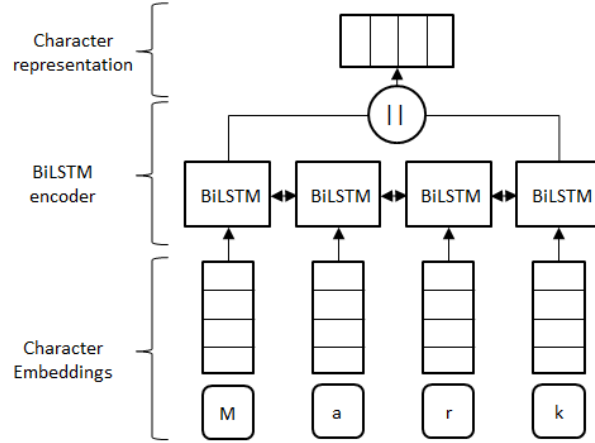 Character
representation
||
BiLSTM
encoder
BiLSTM BiLSTM BiLSTM BiLSTM
Character
Embeddings
M a r k